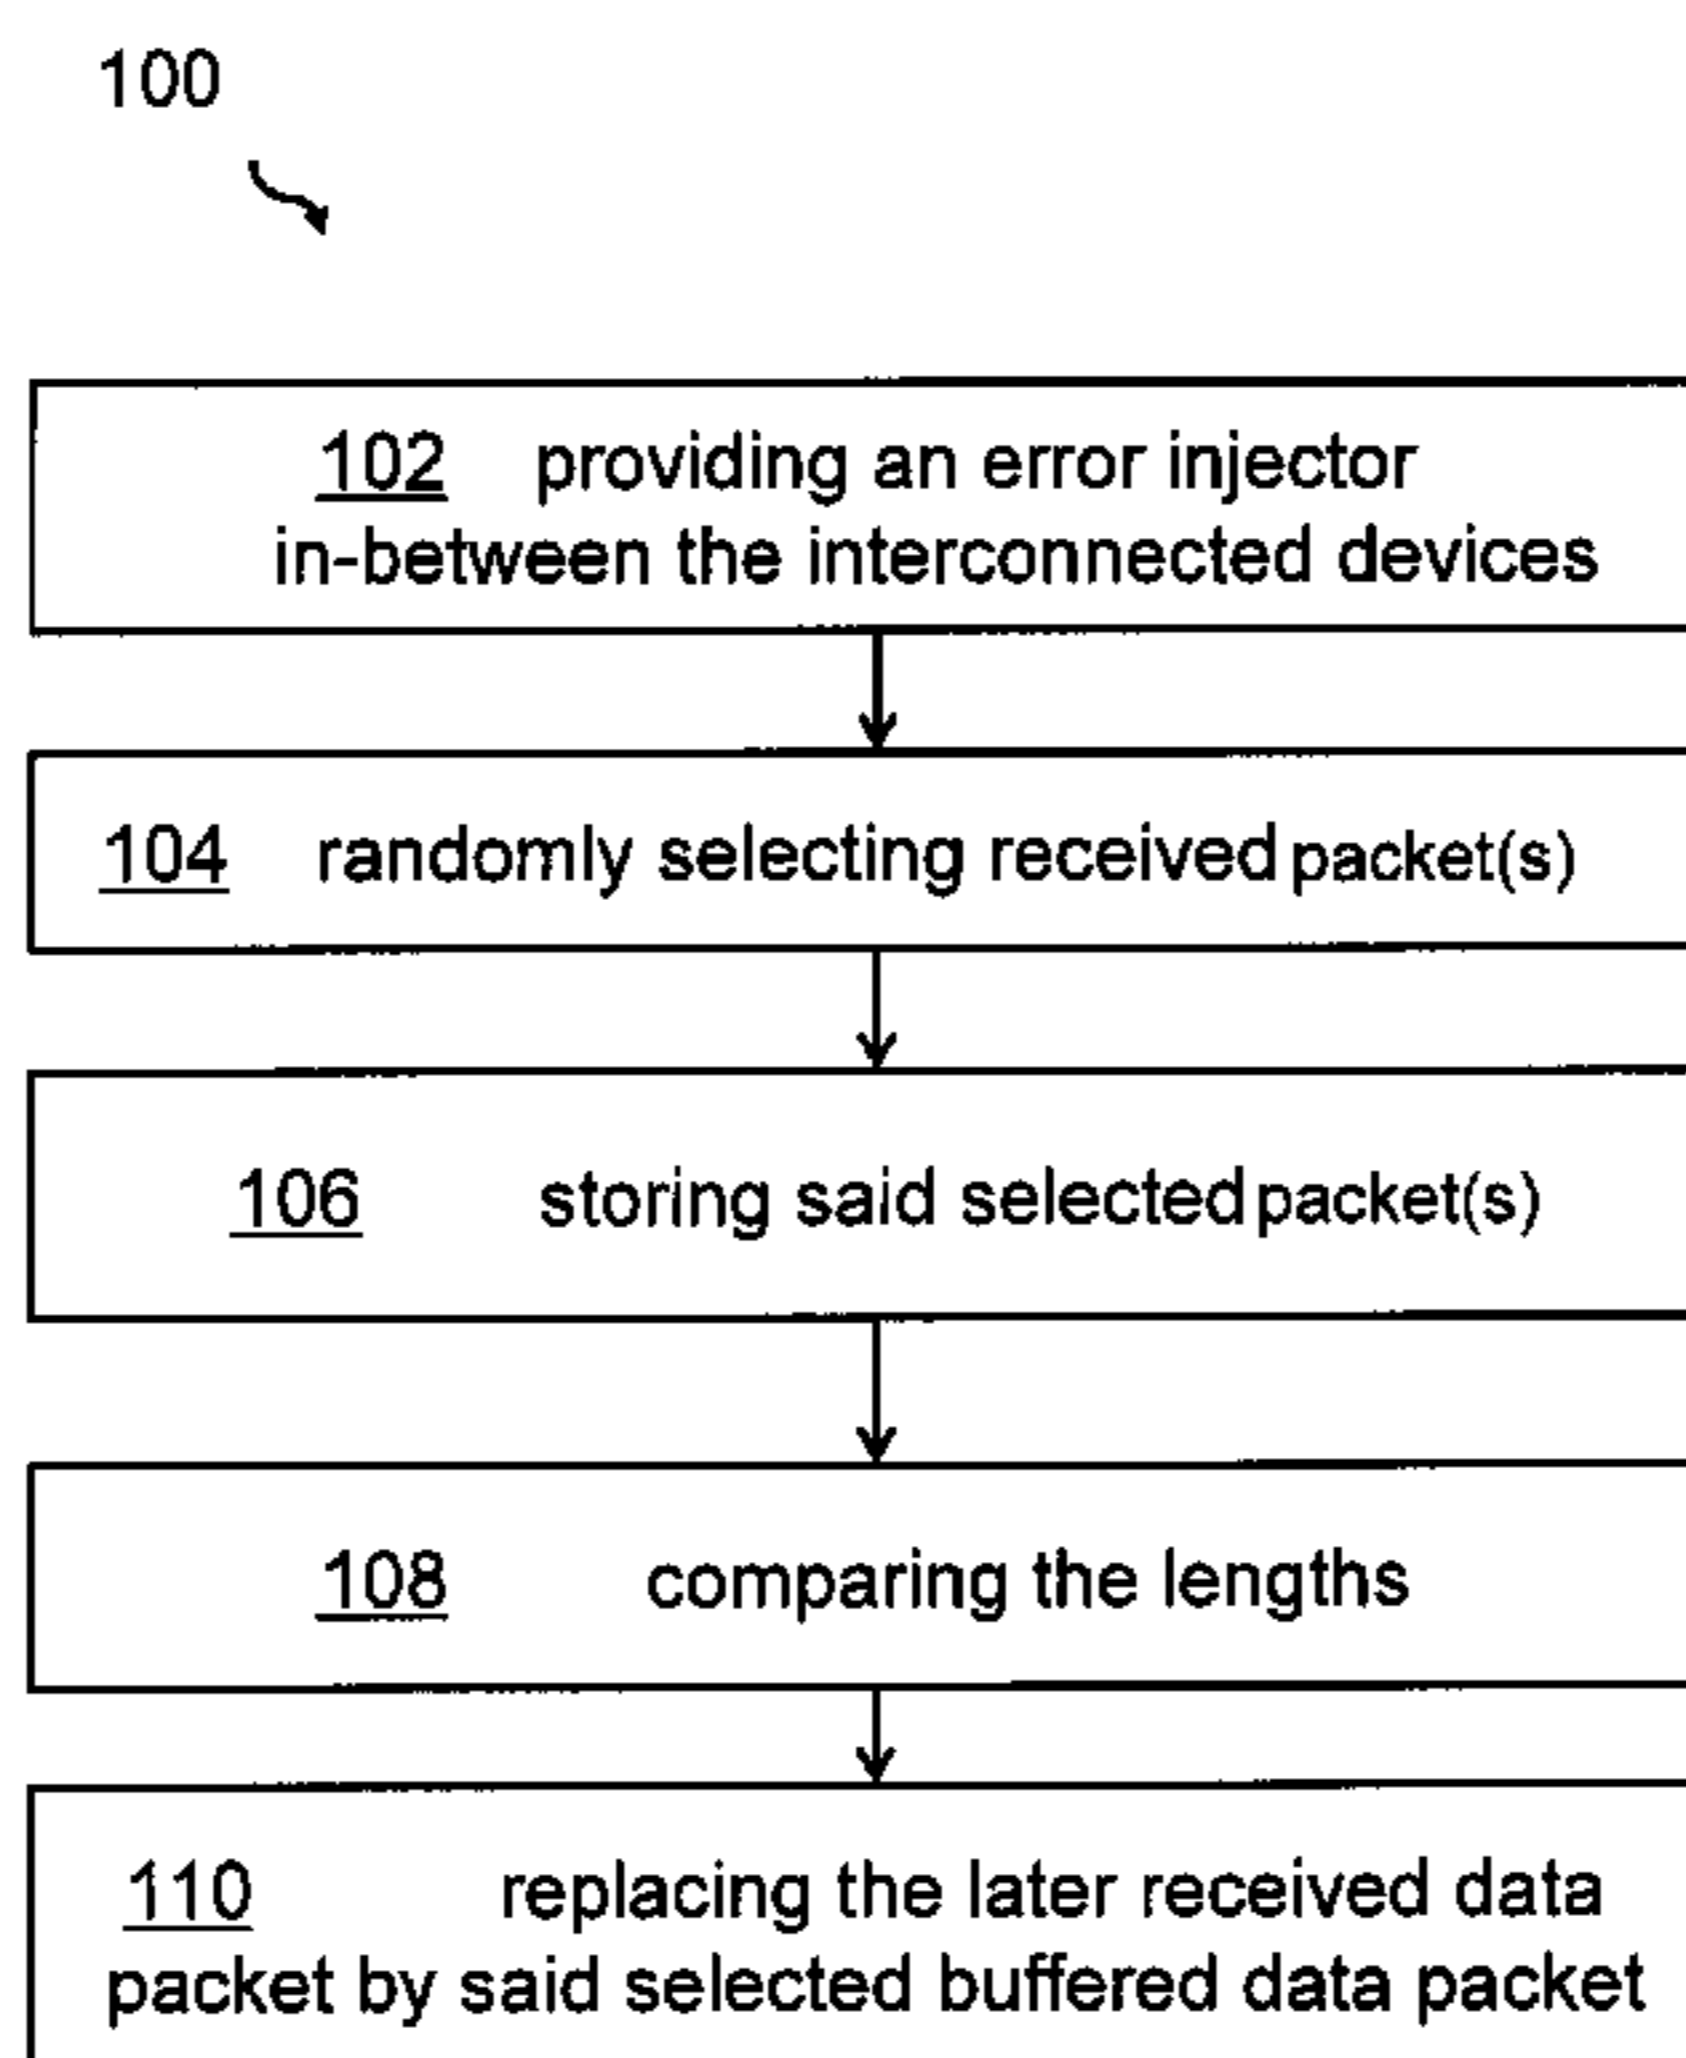 100
102 providing an error injector
in-between the interconnected devices
104 randomly selecting received packet(s)
106 storing said selected packet(s)
108 comparing the lengths
110 replacing the later received data
packet by said selected buffered data packet